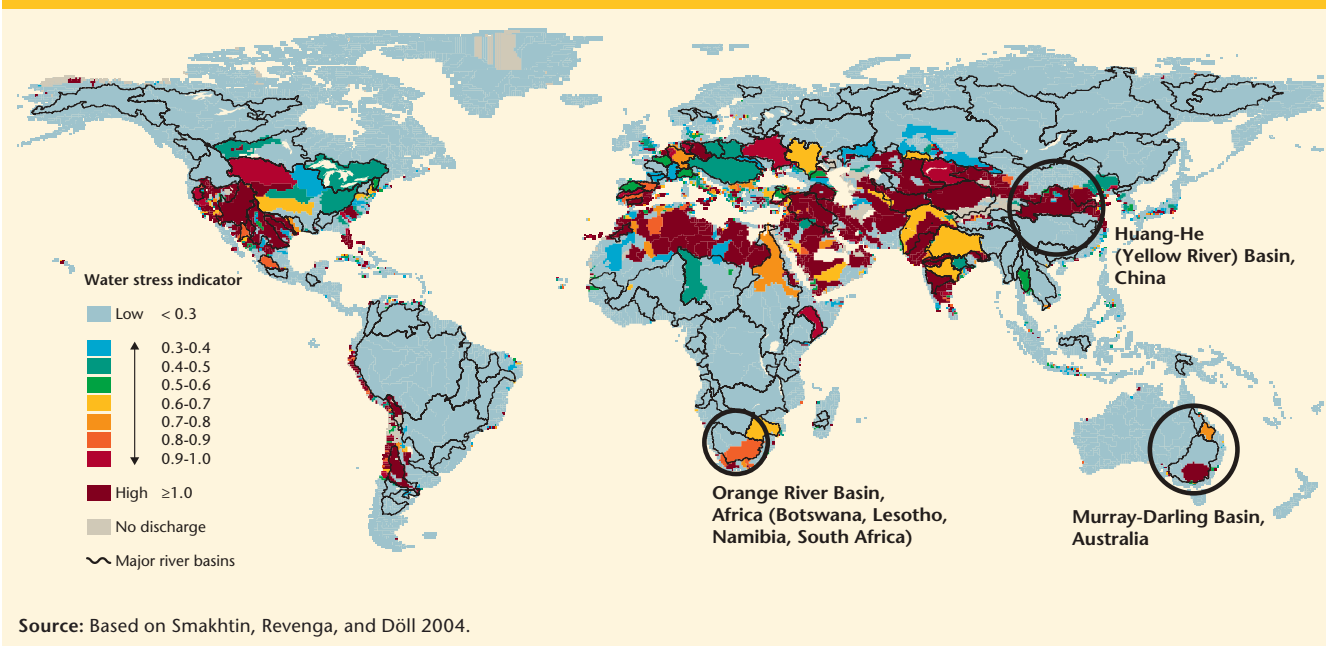 Water stress indicator
Low < 0.3
0.3-0.4
0.4-0.5
0.5-0.6
0.6-0.7
0.7-0.8
0.8-0.9
0.9-1.0
High ≥1.0
No discharge
Major river basins
Huang-He
(Yellow River) Basin,
China
Orange River Basin,
Africa (Botswana, Lesotho,
Namibia, South Africa)
Murray-Darling Basin,
Australia
Source: Based on Smakhtin, Revenga, and Döll 2004.